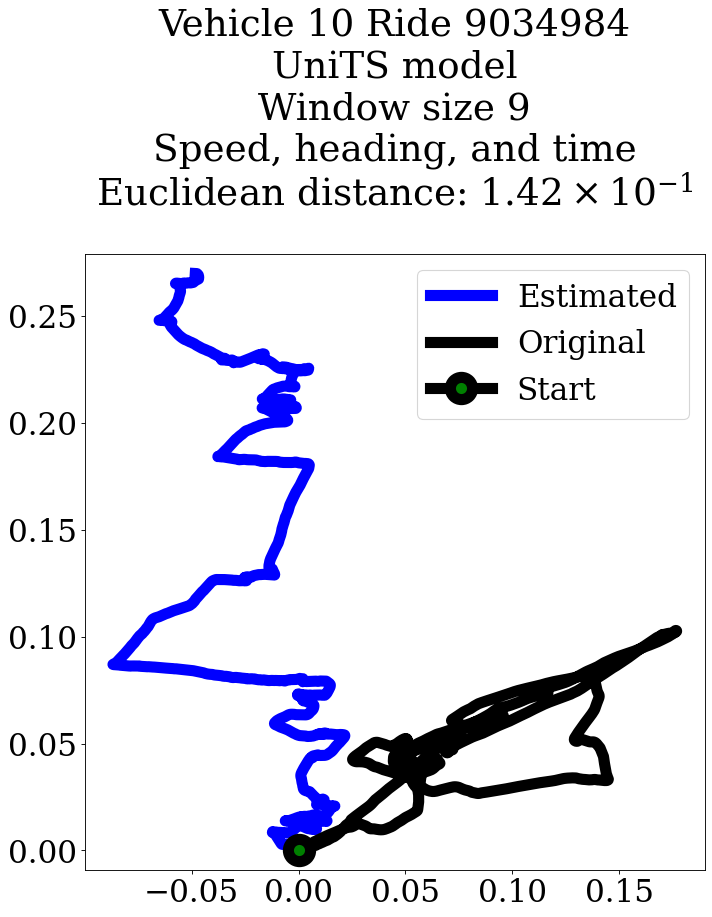 Vehicle 10 Ride 9034984
UniTS model
Window size 9
Speed, heading, and time
Euclidean distance: 1.42 × 10⁻¹
Estimated
Original
Start
0.25
0.20
0.15
0.10
0.05
0.00
−0.05 0.00 0.05 0.10 0.15